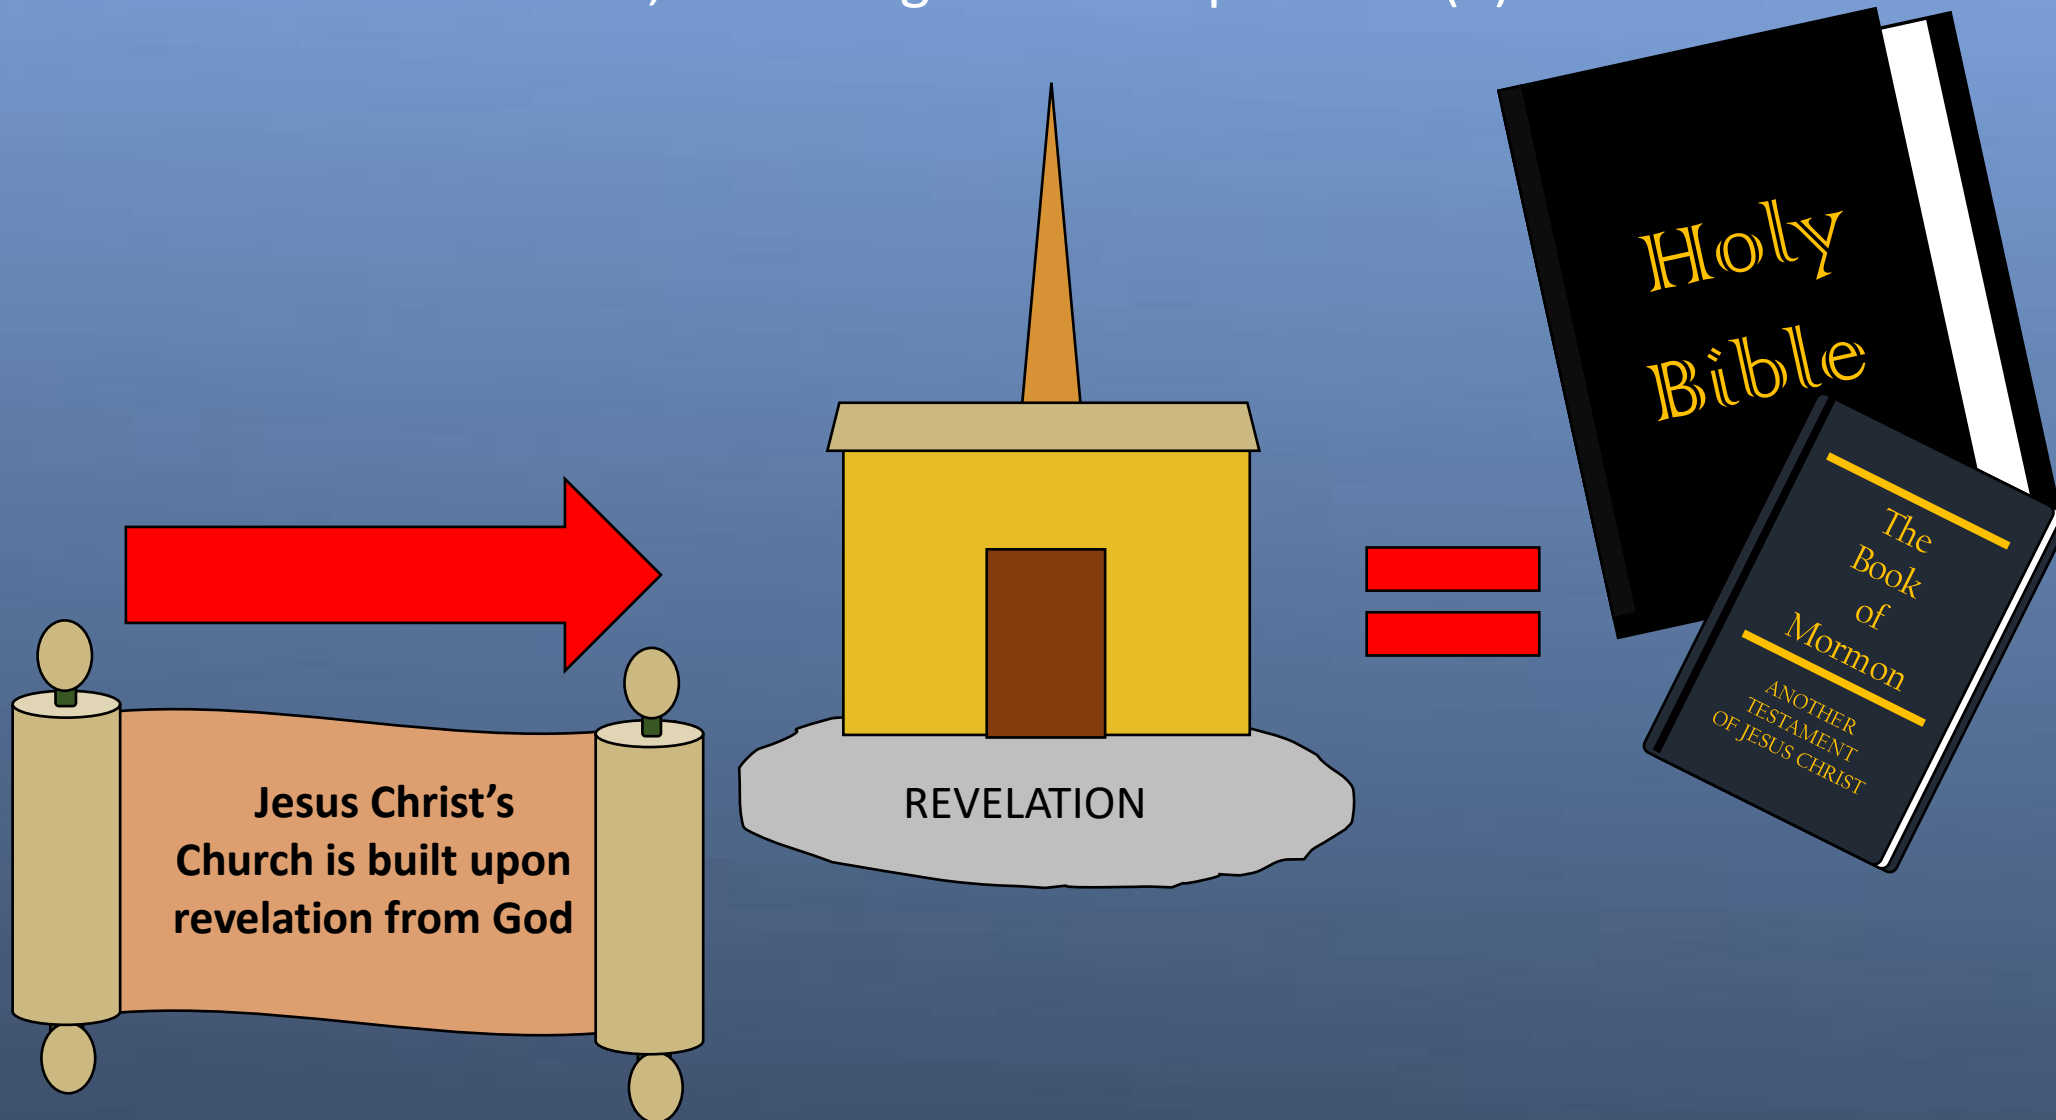 Holy
Bible
The
Book
of
Mormon
ANOTHER
TESTAMENT
OF JESUS CHRIST
Jesus Christ’s
Church is built upon
revelation from God
REVELATION